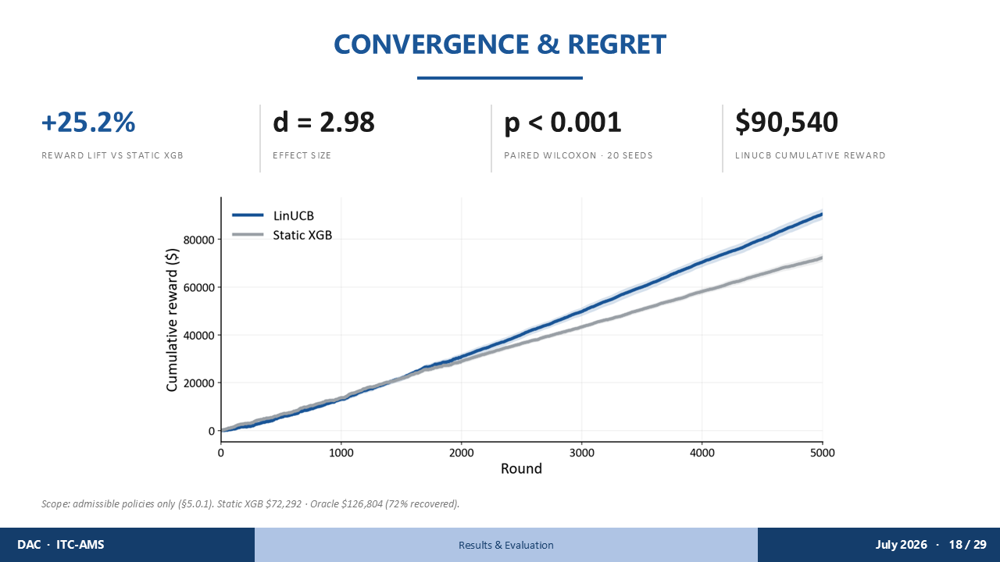 CONVERGENCE & REGRET
+25.2%
REWARD LIFT VS STATIC XGB
d = 2.98
EFFECT SIZE
p < 0.001
PAIRED WILCOXON · 20 SEEDS
$90,540
LINUCB CUMULATIVE REWARD
LinUCB
Static XGB
Cumulative reward ($)
80000
60000
40000
20000
0
0 1000 2000 3000 4000 5000
Round
Scope: admissible policies only (§5.0.1). Static XGB $72,292 · Oracle $126,804 (72% recovered).
DAC · ITC-AMS
Results & Evaluation
July 2026 · 18 / 29